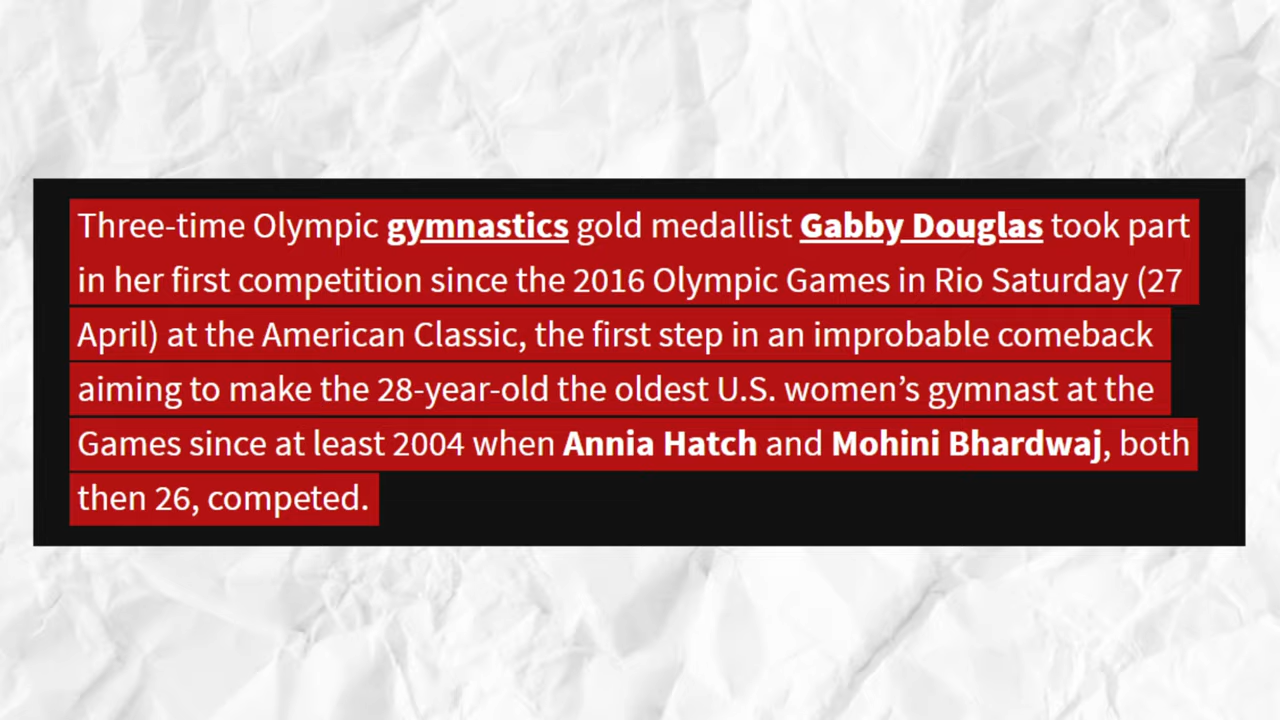 Three-time Olympic gymnastics gold medallist Gabby Douglas took part
in her first competition since the 2016 Olympic Games in Rio Saturday (27
April) at the American Classic, the first step in an improbable comeback
aiming to make the 28-year-old the oldest U.S. women’s gymnast at the
Games since at least 2004 when Annia Hatch and Mohini Bhardwaj, both
then 26, competed.